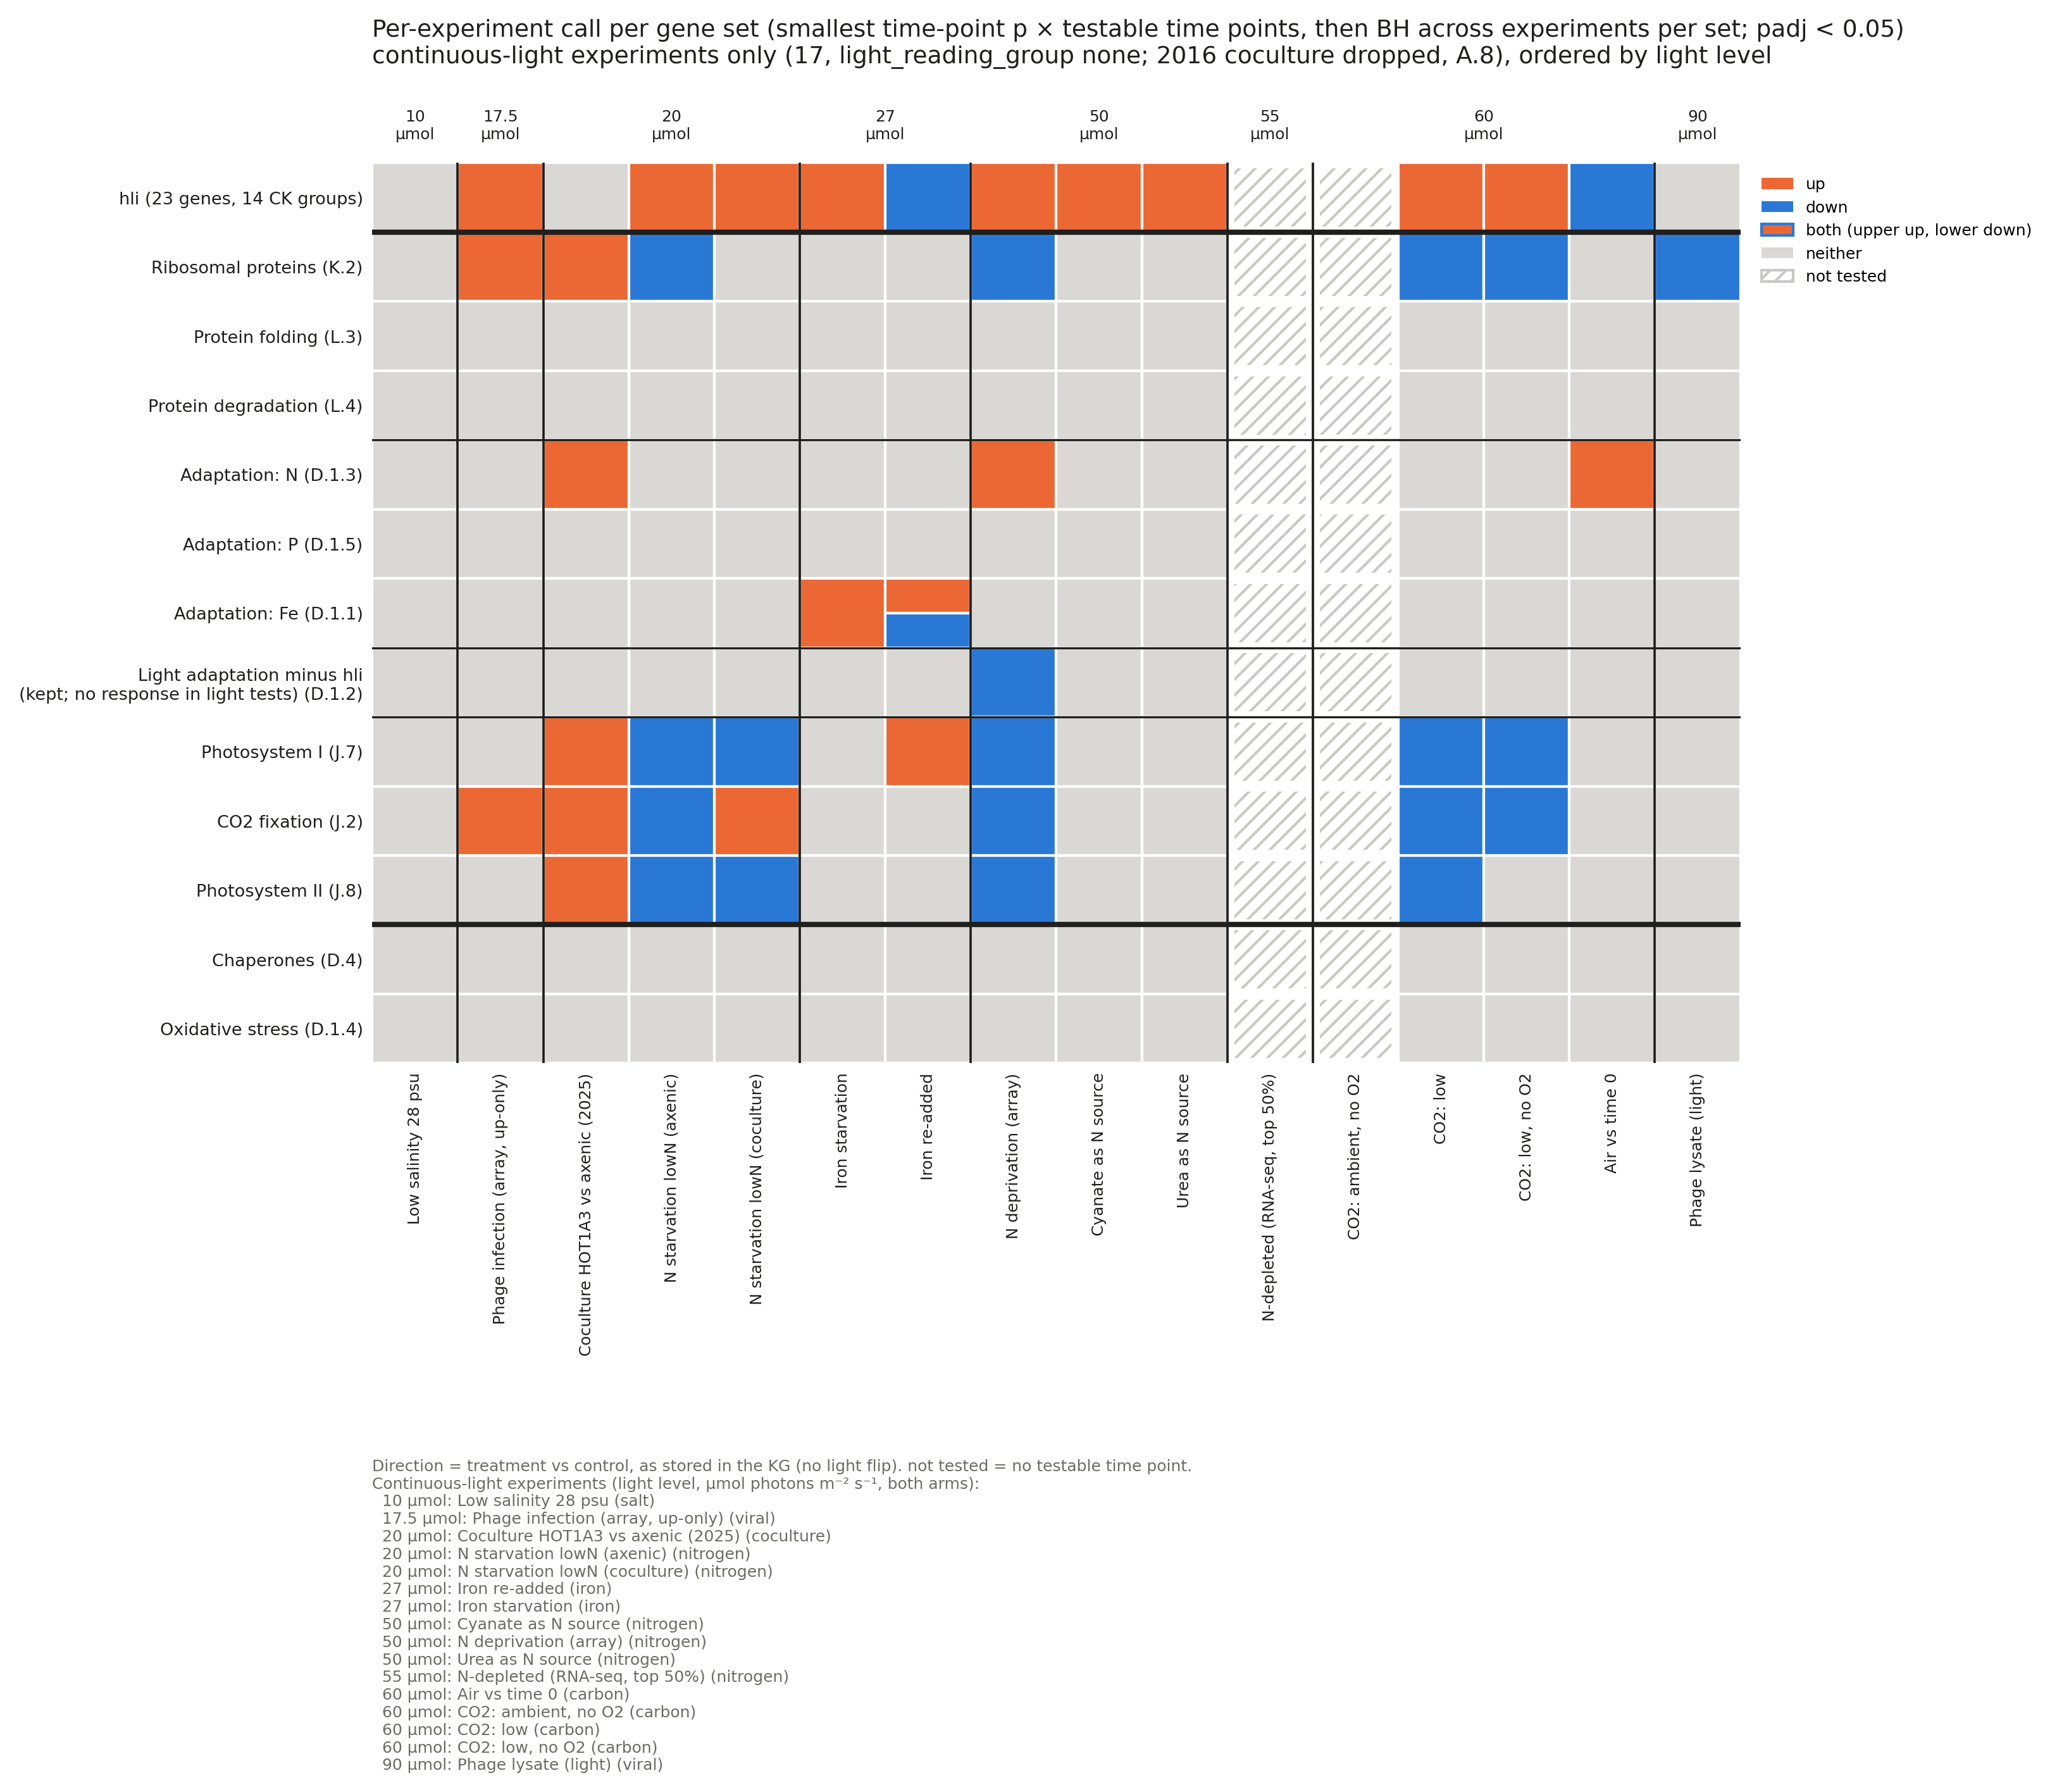 Per-experiment call per gene set (smallest time-point p × testable time points, then BH across experiments per set; padj < 0.05)
continuous-light experiments only (17, light_reading_group none; 2016 coculture dropped, A.8), ordered by light level
10
µmol
17.5
µmol
20
µmol
27
µmol
50
µmol
55
µmol
60
µmol
90
µmol
hli (23 genes, 14 CK groups)
Ribosomal proteins (K.2)
Protein folding (L.3)
Protein degradation (L.4)
Adaptation: N (D.1.3)
Adaptation: P (D.1.5)
Adaptation: Fe (D.1.1)
Light adaptation minus hli
(kept; no response in light tests) (D.1.2)
Photosystem I (J.7)
CO2 fixation (J.2)
Photosystem II (J.8)
Chaperones (D.4)
Oxidative stress (D.1.4)
up
down
both (upper up, lower down)
neither
not tested
Low salinity 28 psu
Phage infection (array, up-only)
Coculture HOT1A3 vs axenic (2025)
N starvation lowN (axenic)
N starvation lowN (coculture)
Iron starvation
Iron re-added
N deprivation (array)
Cyanate as N source
Urea as N source
N-depleted (RNA-seq, top 50%)
CO2: ambient, no O2
CO2: low
CO2: low, no O2
Air vs time 0
Phage lysate (light)
Direction = treatment vs control, as stored in the KG (no light flip). not tested = no testable time point.
Continuous-light experiments (light level, µmol photons m⁻² s⁻¹, both arms):
10 µmol: Low salinity 28 psu (salt)
17.5 µmol: Phage infection (array, up-only) (viral)
20 µmol: Coculture HOT1A3 vs axenic (2025) (coculture)
20 µmol: N starvation lowN (axenic) (nitrogen)
20 µmol: N starvation lowN (coculture) (nitrogen)
27 µmol: Iron re-added (iron)
27 µmol: Iron starvation (iron)
50 µmol: Cyanate as N source (nitrogen)
50 µmol: N deprivation (array) (nitrogen)
50 µmol: Urea as N source (nitrogen)
55 µmol: N-depleted (RNA-seq, top 50%) (nitrogen)
60 µmol: Air vs time 0 (carbon)
60 µmol: CO2: ambient, no O2 (carbon)
60 µmol: CO2: low (carbon)
60 µmol: CO2: low, no O2 (carbon)
90 µmol: Phage lysate (light) (viral)